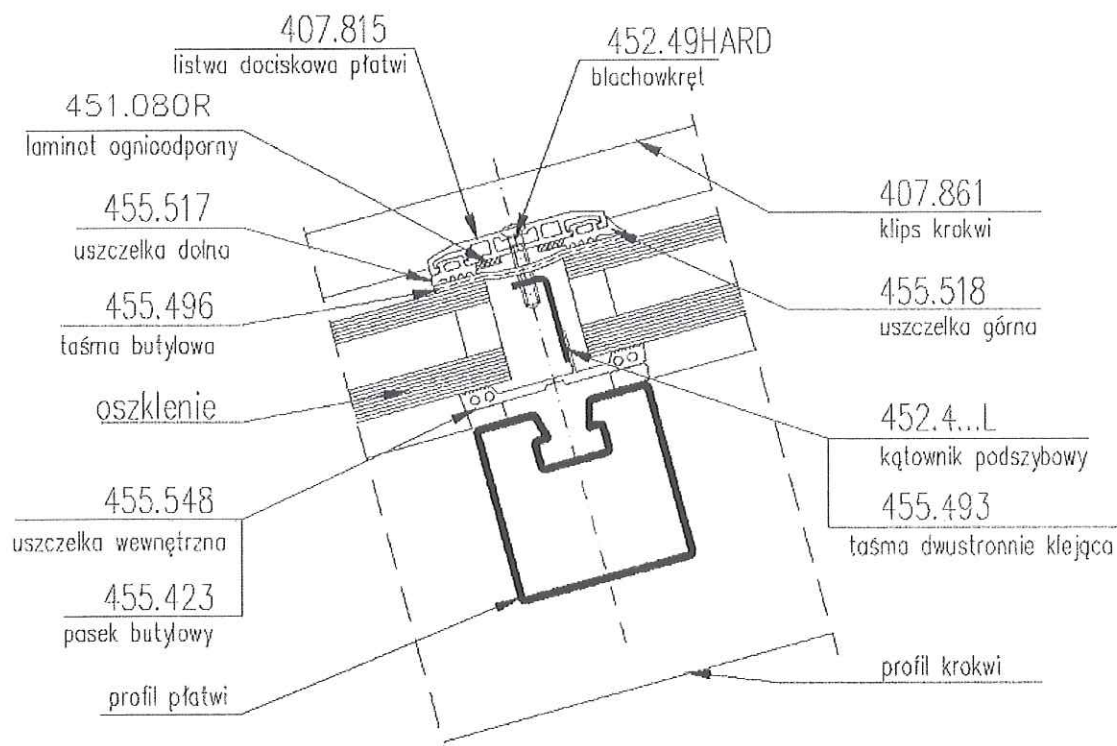 407.815
listwa dociskowa płatwi
452.49HARD
blachowkręt
451.080R
laminat ognioodporny
455.517
uszczelka dolna
455.496
taśma butylowa
oszklenie
407.861
klips krokwi
455.518
uszczelka górna
452.4...L
kątownik podszybowy
455.493
taśma dwustronnie klejąca
455.548
uszczelka wewnętrzna
455.423
pasek butylowy
profil płatwi
profil krokwi